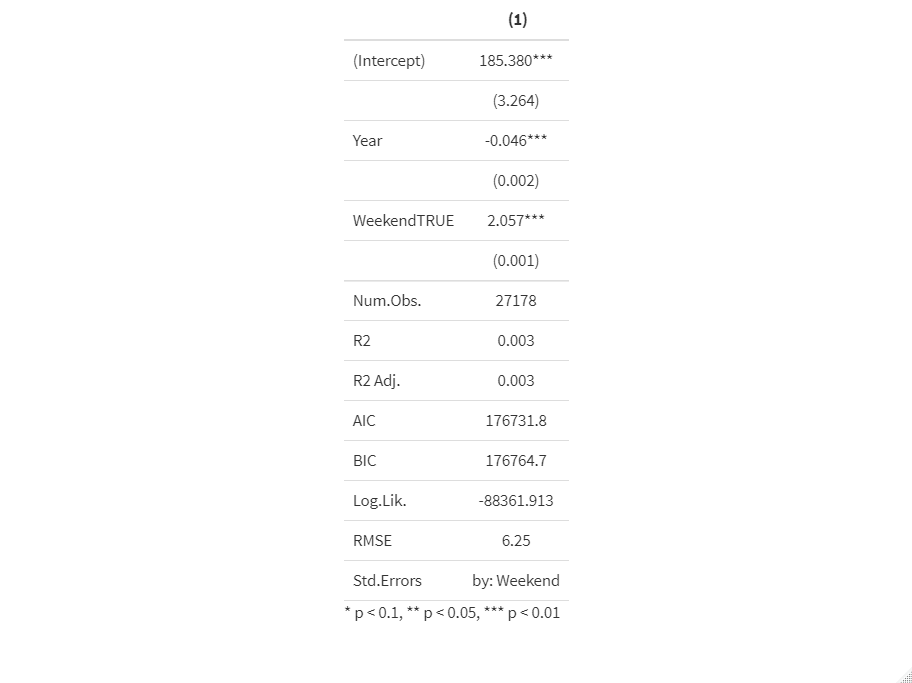 (1)
(Intercept) 185.380***
(3.264)
Year -0.046***
(0.002)
WeekendTRUE 2.057***
(0.001)
Num.Obs. 27178
R2 0.003
R2 Adj. 0.003
AIC 176731.8
BIC 176764.7
Log.Lik. -88361.913
RMSE 6.25
Std.Errors by: Weekend
* p < 0.1, ** p < 0.05, *** p < 0.01